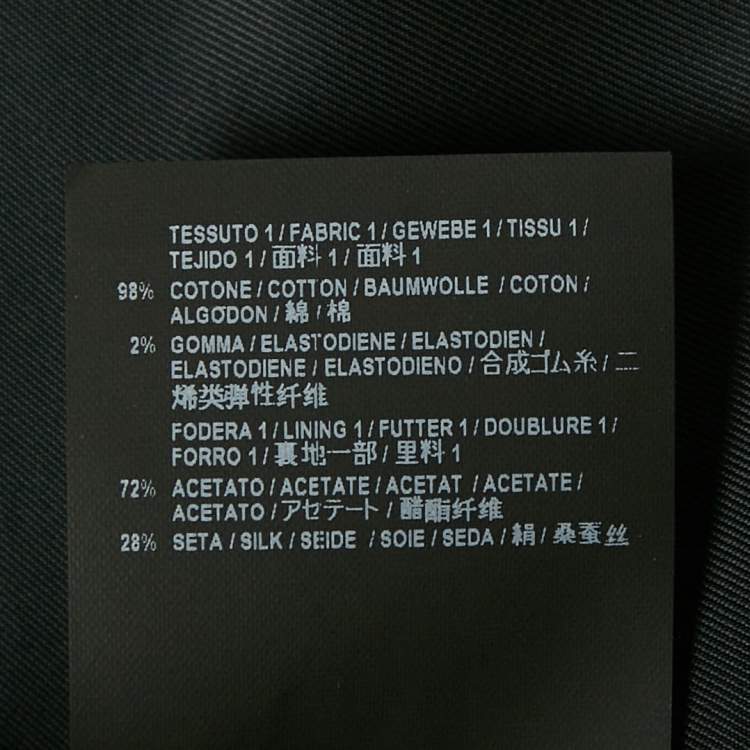 TESSUTO 1 / FABRIC 1 / GEWEBE 1 / TISSU 1 /
TEJIDO 1 / 面料 1 / 面料 1
98% COTONE / COTTON / BAUMWOLLE / COTON /
ALGODON / 綿 / 棉
2% GOMMA / ELASTODIENE / ELASTODIEN /
ELASTODIENE / ELASTODIENO / 合成ゴム糸 / 二
烯类弹性纤维
FODERA 1 / LINING 1 / FUTTER 1 / DOUBLURE 1 /
FORRO 1 / 裏地一部 / 里料 1
72% ACETATO / ACETATE / ACETAT / ACETATE /
ACETATO / アセテート / 醋酯纤维
28% SETA / SILK / SEIDE / SOIE / SEDA / 絹 / 桑蚕丝